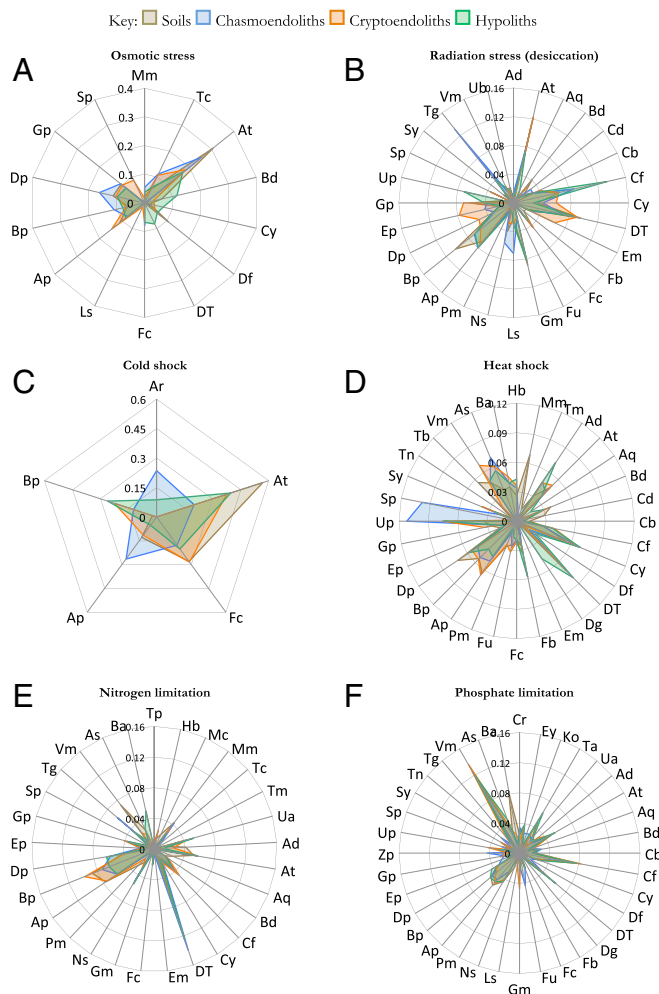 Key: Soils Chasmoendoliths Cryptoendoliths Hypoliths
A
Osmotic stress
Mm
Tc
At
Bd
Cy
Df
DT
Fc
Ls
Ap
Bp
Dp
Gp
Sp
0.4
0.3
0.2
0.1
0
B
Radiation stress (desiccation)
Ad
At
Aq
Bd
Cd
Cb
Cf
Cy
DT
Em
Fb
Fc
Fu
Gm
Ls
Ns
Pm
Ap
Bp
Dp
Ep
Gp
Up
Sp
Sy
Tg
Vm
Ub
0.16
0.12
0.08
0.04
0
C
Cold shock
Ar
At
Fc
Ap
Bp
0.6
0.45
0.3
0.15
0
D
Heat shock
Hb
Mm
Tm
Ad
At
Aq
Bd
Cd
Cb
Cf
Cy
Df
DT
Dg
Em
Fb
Fc
Fu
Pm
Ap
Bp
Dp
Ep
Gp
Up
Sp
Sy
Tn
Tb
Vm
As
Ba
0.12
0.09
0.06
0.03
0
E
Nitrogen limitation
Tp
Hb
Mc
Mm
Tc
Tm
Ua
Ad
At
Aq
Bd
Cf
Cy
DT
Em
Fc
Gm
Ns
Pm
Ap
Bp
Dp
Ep
Gp
Sp
Tg
Vm
As
Ba
0.16
0.12
0.08
0.04
0
F
Phosphate limitation
Cr
Ey
Ko
Ta
Ua
Ad
At
Aq
Bd
Cb
Cf
Cy
Df
DT
Dg
Fb
Fc
Fu
Gm
Ls
Ns
Pm
Ap
Bp
Dp
Ep
Gp
Zp
Up
Sp
Sy
Tn
Tg
Vm
As
Ba
0.16
0.12
0.08
0.04
0